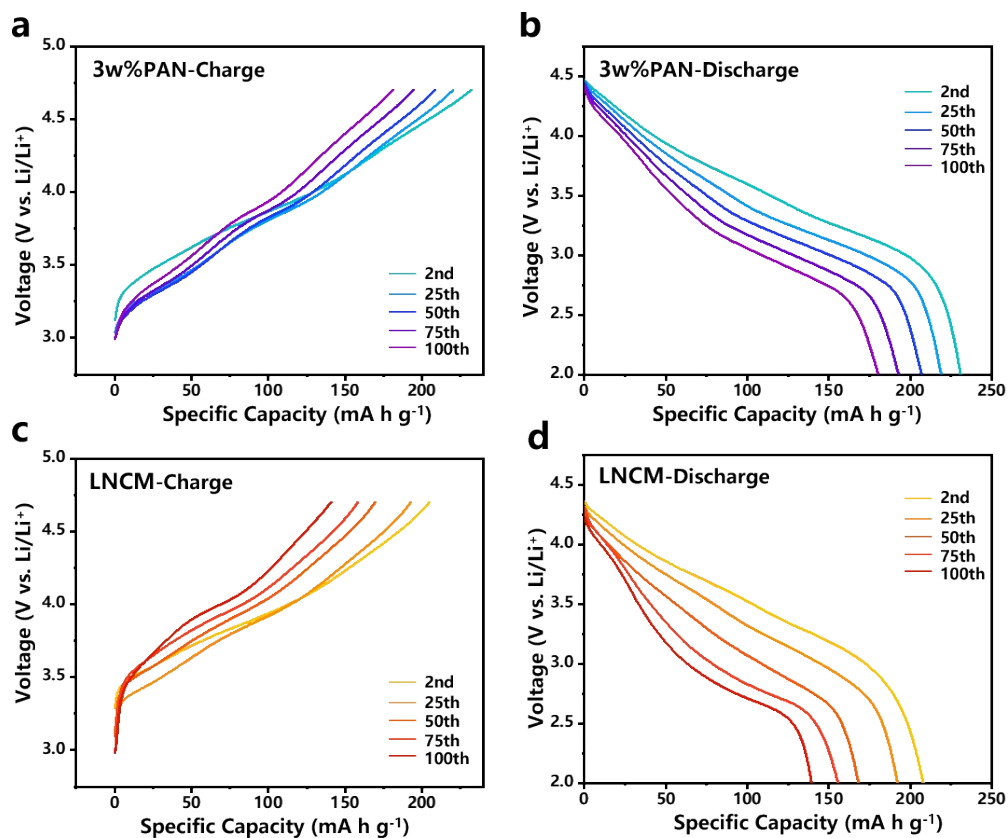 a
3w%PAN-Charge
5.0
4.5
4.0
3.5
3.0
Voltage (V vs. Li/Li⁺)
2nd
25th
50th
75th
100th
0 50 100 150 200
Specific Capacity (mA h g⁻¹)
b
3w%PAN-Discharge
4.5
4.0
3.5
3.0
2.5
2.0
Voltage (V vs. Li/Li⁺)
2nd
25th
50th
75th
100th
0 50 100 150 200 250
Specific Capacity (mA h g⁻¹)
c
LNCM-Charge
5.0
4.5
4.0
3.5
3.0
Voltage (V vs. Li/Li⁺)
2nd
25th
50th
75th
100th
0 50 100 150 200
Specific Capacity (mA h g⁻¹)
d
LNCM-Discharge
4.5
4.0
3.5
3.0
2.5
2.0
Voltage (V vs. Li/Li⁺)
2nd
25th
50th
75th
100th
0 50 100 150 200 250
Specific Capacity (mA h g⁻¹)